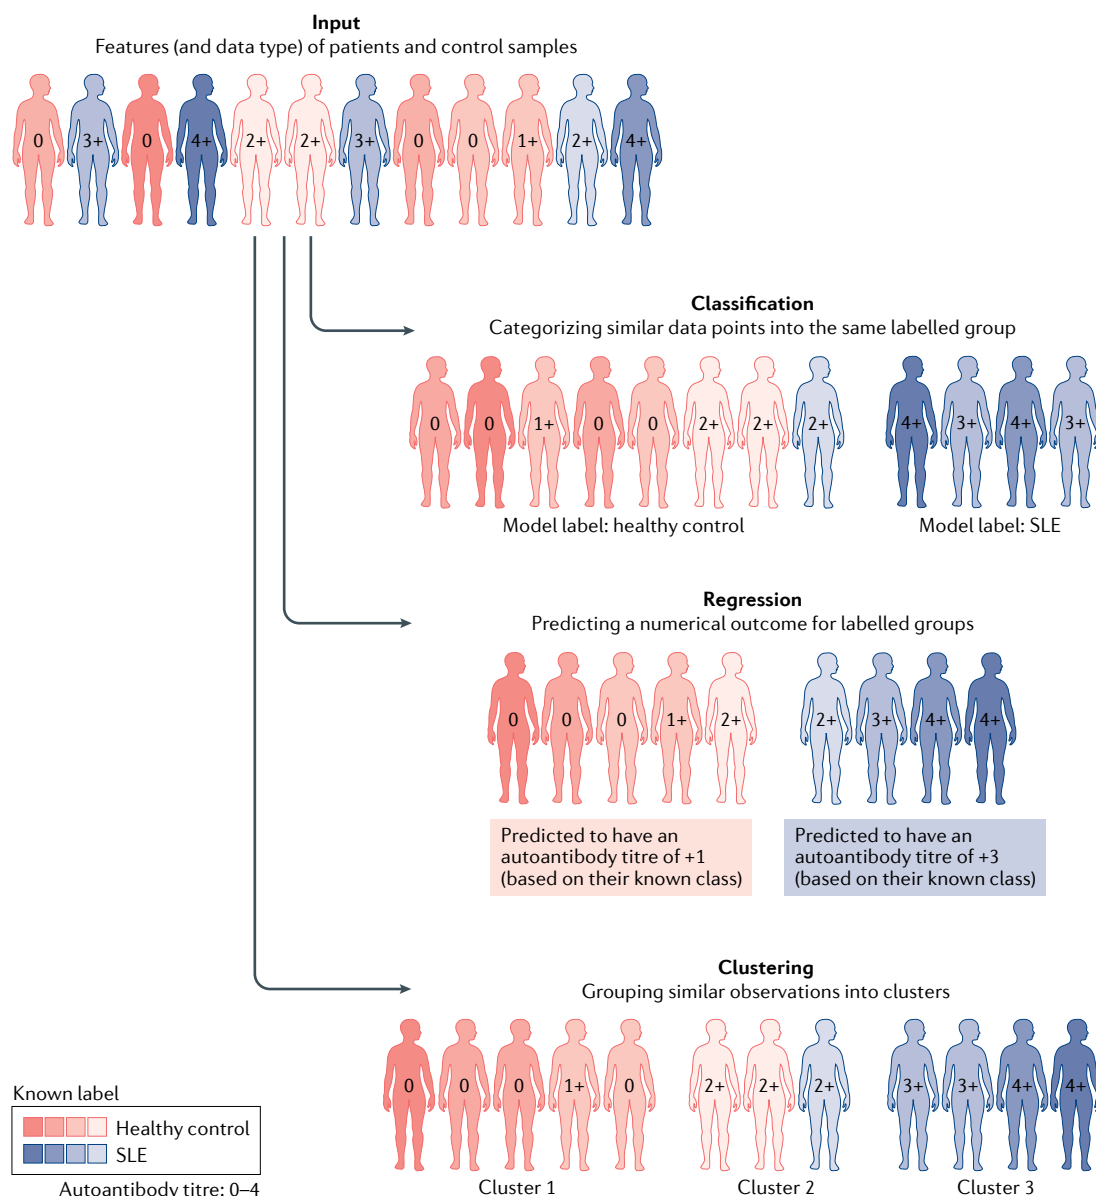 Input
Features (and data type) of patients and control samples
0 3+ 0 4+ 2+ 2+ 3+ 0 0 1+ 2+ 4+
Classification
Categorizing similar data points into the same labelled group
0 0 1+ 0 0 2+ 2+ 2+ 4+ 3+ 4+ 3+
Model label: healthy control
Model label: SLE
Regression
Predicting a numerical outcome for labelled groups
0 0 0 1+ 2+ 2+ 3+ 4+ 4+
Predicted to have an
autoantibody titre of +1
(based on their known class)
Predicted to have an
autoantibody titre of +3
(based on their known class)
Clustering
Grouping similar observations into clusters
0 0 0 1+ 0 2+ 2+ 2+ 3+ 3+ 4+ 4+
Cluster 1
Cluster 2
Cluster 3
Known label
Healthy control
SLE
Autoantibody titre: 0–4